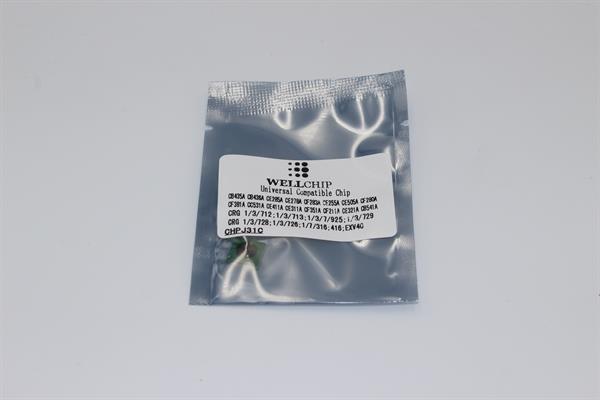 WELLCHIP
Universal Compatible Chip
CB435A CB436A CE285A CE278A CF283A CE255A CE505A CF280A
CF381A CC531A CE411A CE311A CF351A CF211A CE321A CB541A
CRG 1/3/712;1/3/713;1/3/7/925;1/3/729
CRG 1/3/728;1/3/726;1/7/316;416;EXV40
CHPJ31C